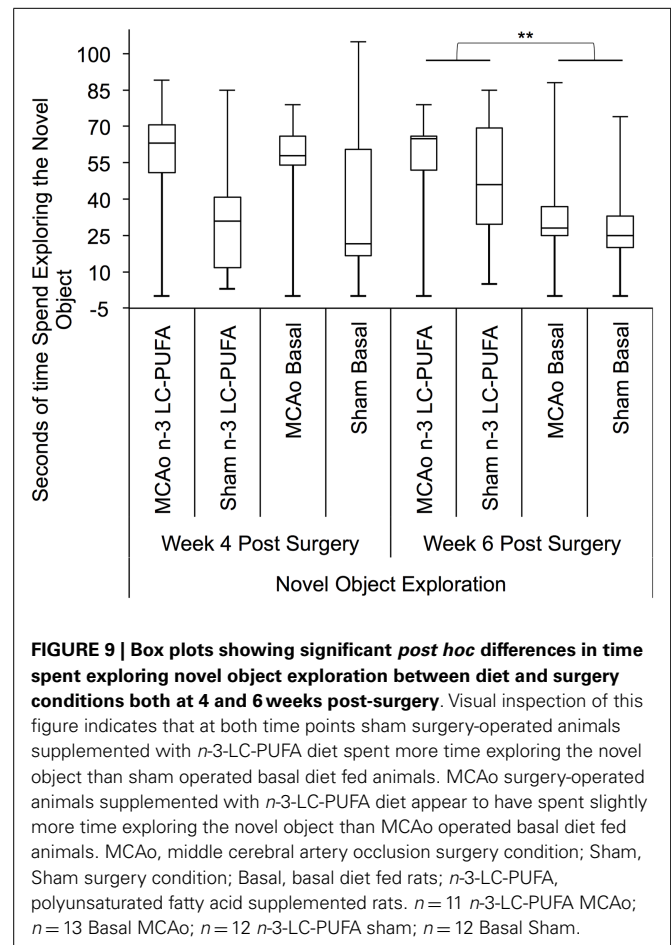 **
100
85
70
55
40
25
10
-5
Seconds of time Spend Exploring the Novel
Object
MCAo n-3 LC-PUFA
Sham n-3 LC-PUFA
MCAo Basal
Sham Basal
MCAo n-3 LC-PUFA
Sham n-3 LC-PUFA
MCAo Basal
Sham Basal
Week 4 Post Surgery
Week 6 Post Surgery
Novel Object Exploration
FIGURE 9 | Box plots showing significant post hoc differences in time
spent exploring novel object exploration between diet and surgery
conditions both at 4 and 6 weeks post-surgery. Visual inspection of this
figure indicates that at both time points sham surgery-operated animals
supplemented with n-3-LC-PUFA diet spent more time exploring the novel
object than sham operated basal diet fed animals. MCAo surgery-operated
animals supplemented with n-3-LC-PUFA diet appear to have spent slightly
more time exploring the novel object than MCAo operated basal diet fed
animals. MCAo, middle cerebral artery occlusion surgery condition; Sham,
Sham surgery condition; Basal, basal diet fed rats; n-3-LC-PUFA,
polyunsaturated fatty acid supplemented rats. n = 11 n-3-LC-PUFA MCAo;
n = 13 Basal MCAo; n = 12 n-3-LC-PUFA sham; n = 12 Basal Sham.